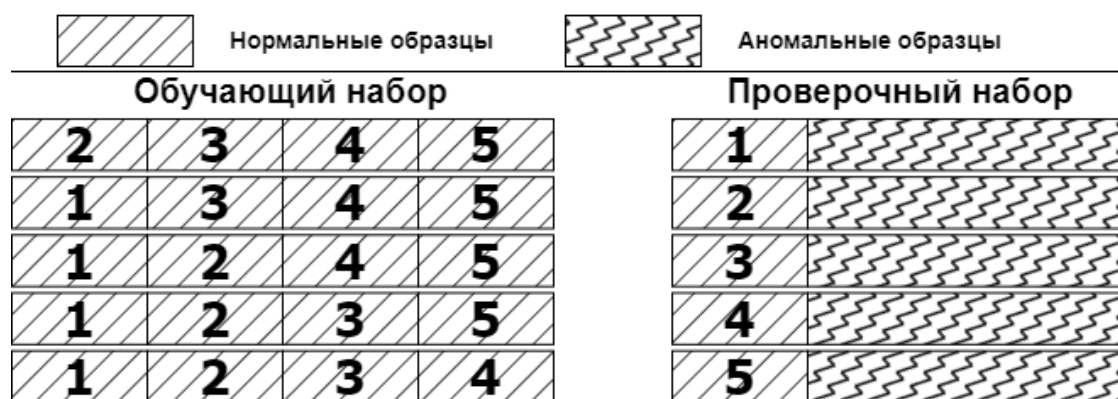 Нормальные образцы Аномальные образцы
Обучающий набор Проверочный набор
2 3 4 5 1
1 3 4 5 2
1 2 4 5 3
1 2 3 5 4
1 2 3 4 5